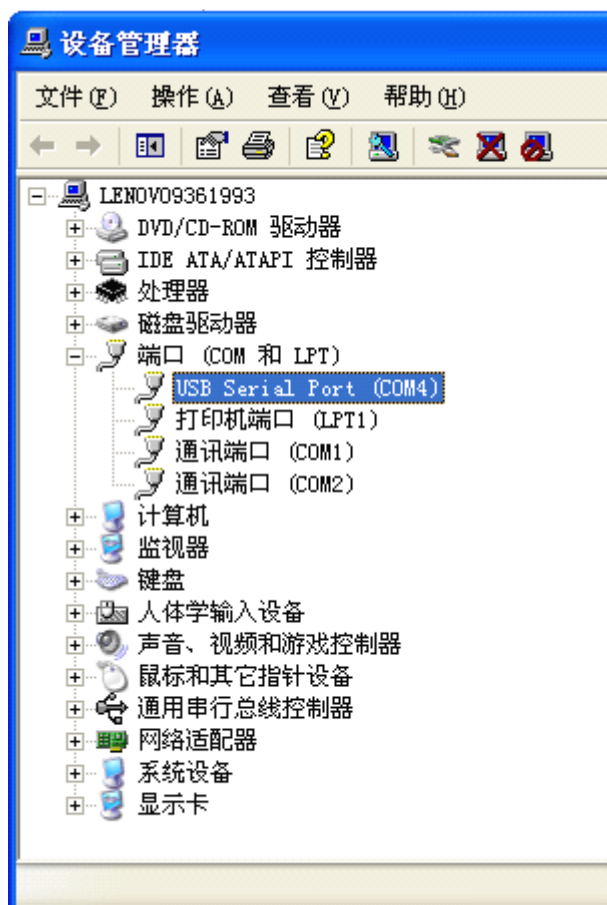 设备管理器
文件(F) 操作(A) 查看(V) 帮助(H)
LENOVO9361993
DVD/CD-ROM 驱动器
IDE ATA/ATAPI 控制器
处理器
磁盘驱动器
端口 (COM 和 LPT)
USB Serial Port (COM4)
打印机端口 (LPT1)
通讯端口 (COM1)
通讯端口 (COM2)
计算机
监视器
键盘
人体学输入设备
声音、视频和游戏控制器
鼠标和其它指针设备
通用串行总线控制器
网络适配器
系统设备
显示卡